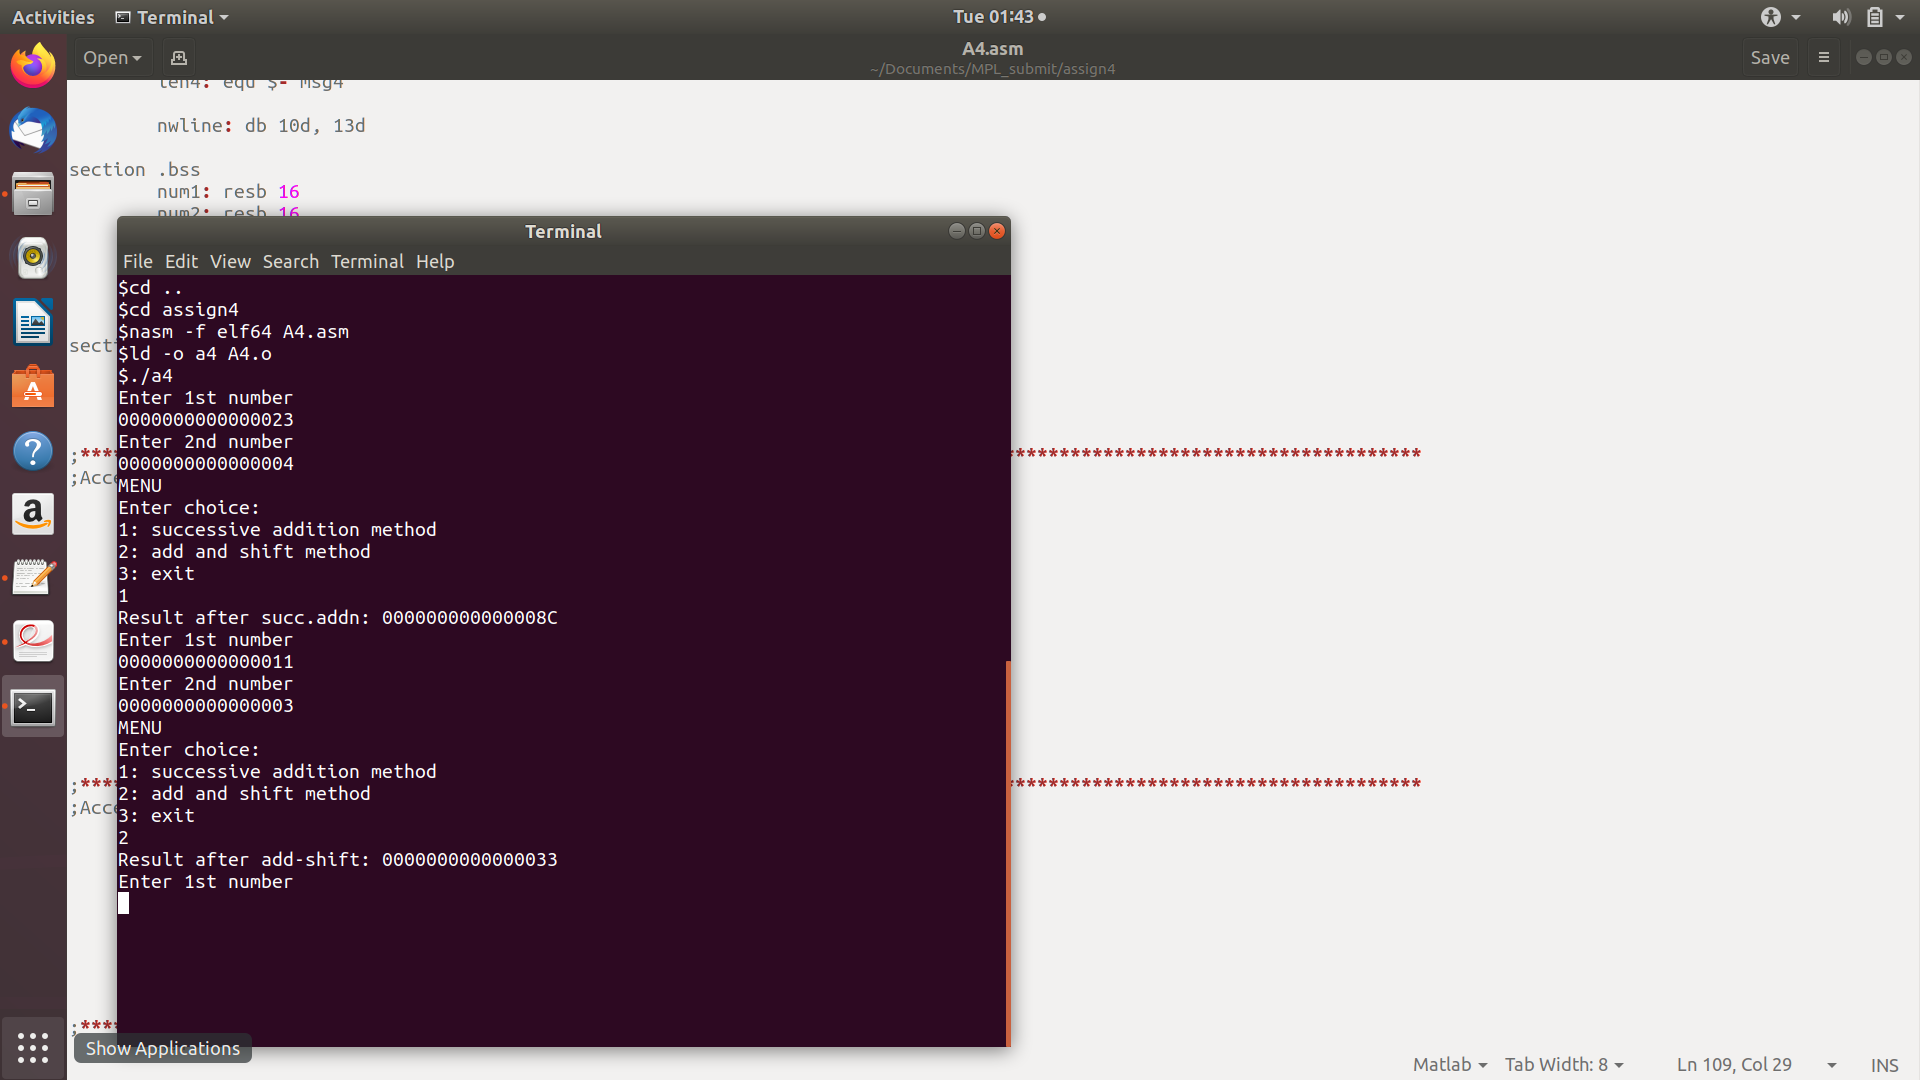 Activities
Terminal
Tue 01:43
Open
A4.asm
~/Documents/MPL_submit/assign4
Save
len4: equ $- msg4
nwline: db 10d, 13d
section .bss
num1: resb 16
num2: resb 16
Terminal
File Edit View Search Terminal Help
$cd ..
$cd assign4
$nasm -f elf64 A4.asm
$ld -o a4 A4.o
$./a4
Enter 1st number
0000000000000023
Enter 2nd number
0000000000000004
MENU
Enter choice:
1: successive addition method
2: add and shift method
3: exit
1
Result after succ.addn: 000000000000008C
Enter 1st number
0000000000000011
Enter 2nd number
0000000000000003
MENU
Enter choice:
1: successive addition method
2: add and shift method
3: exit
2
Result after add-shift: 0000000000000033
Enter 1st number
Show Applications
Matlab
Tab Width: 8
Ln 109, Col 29
INS